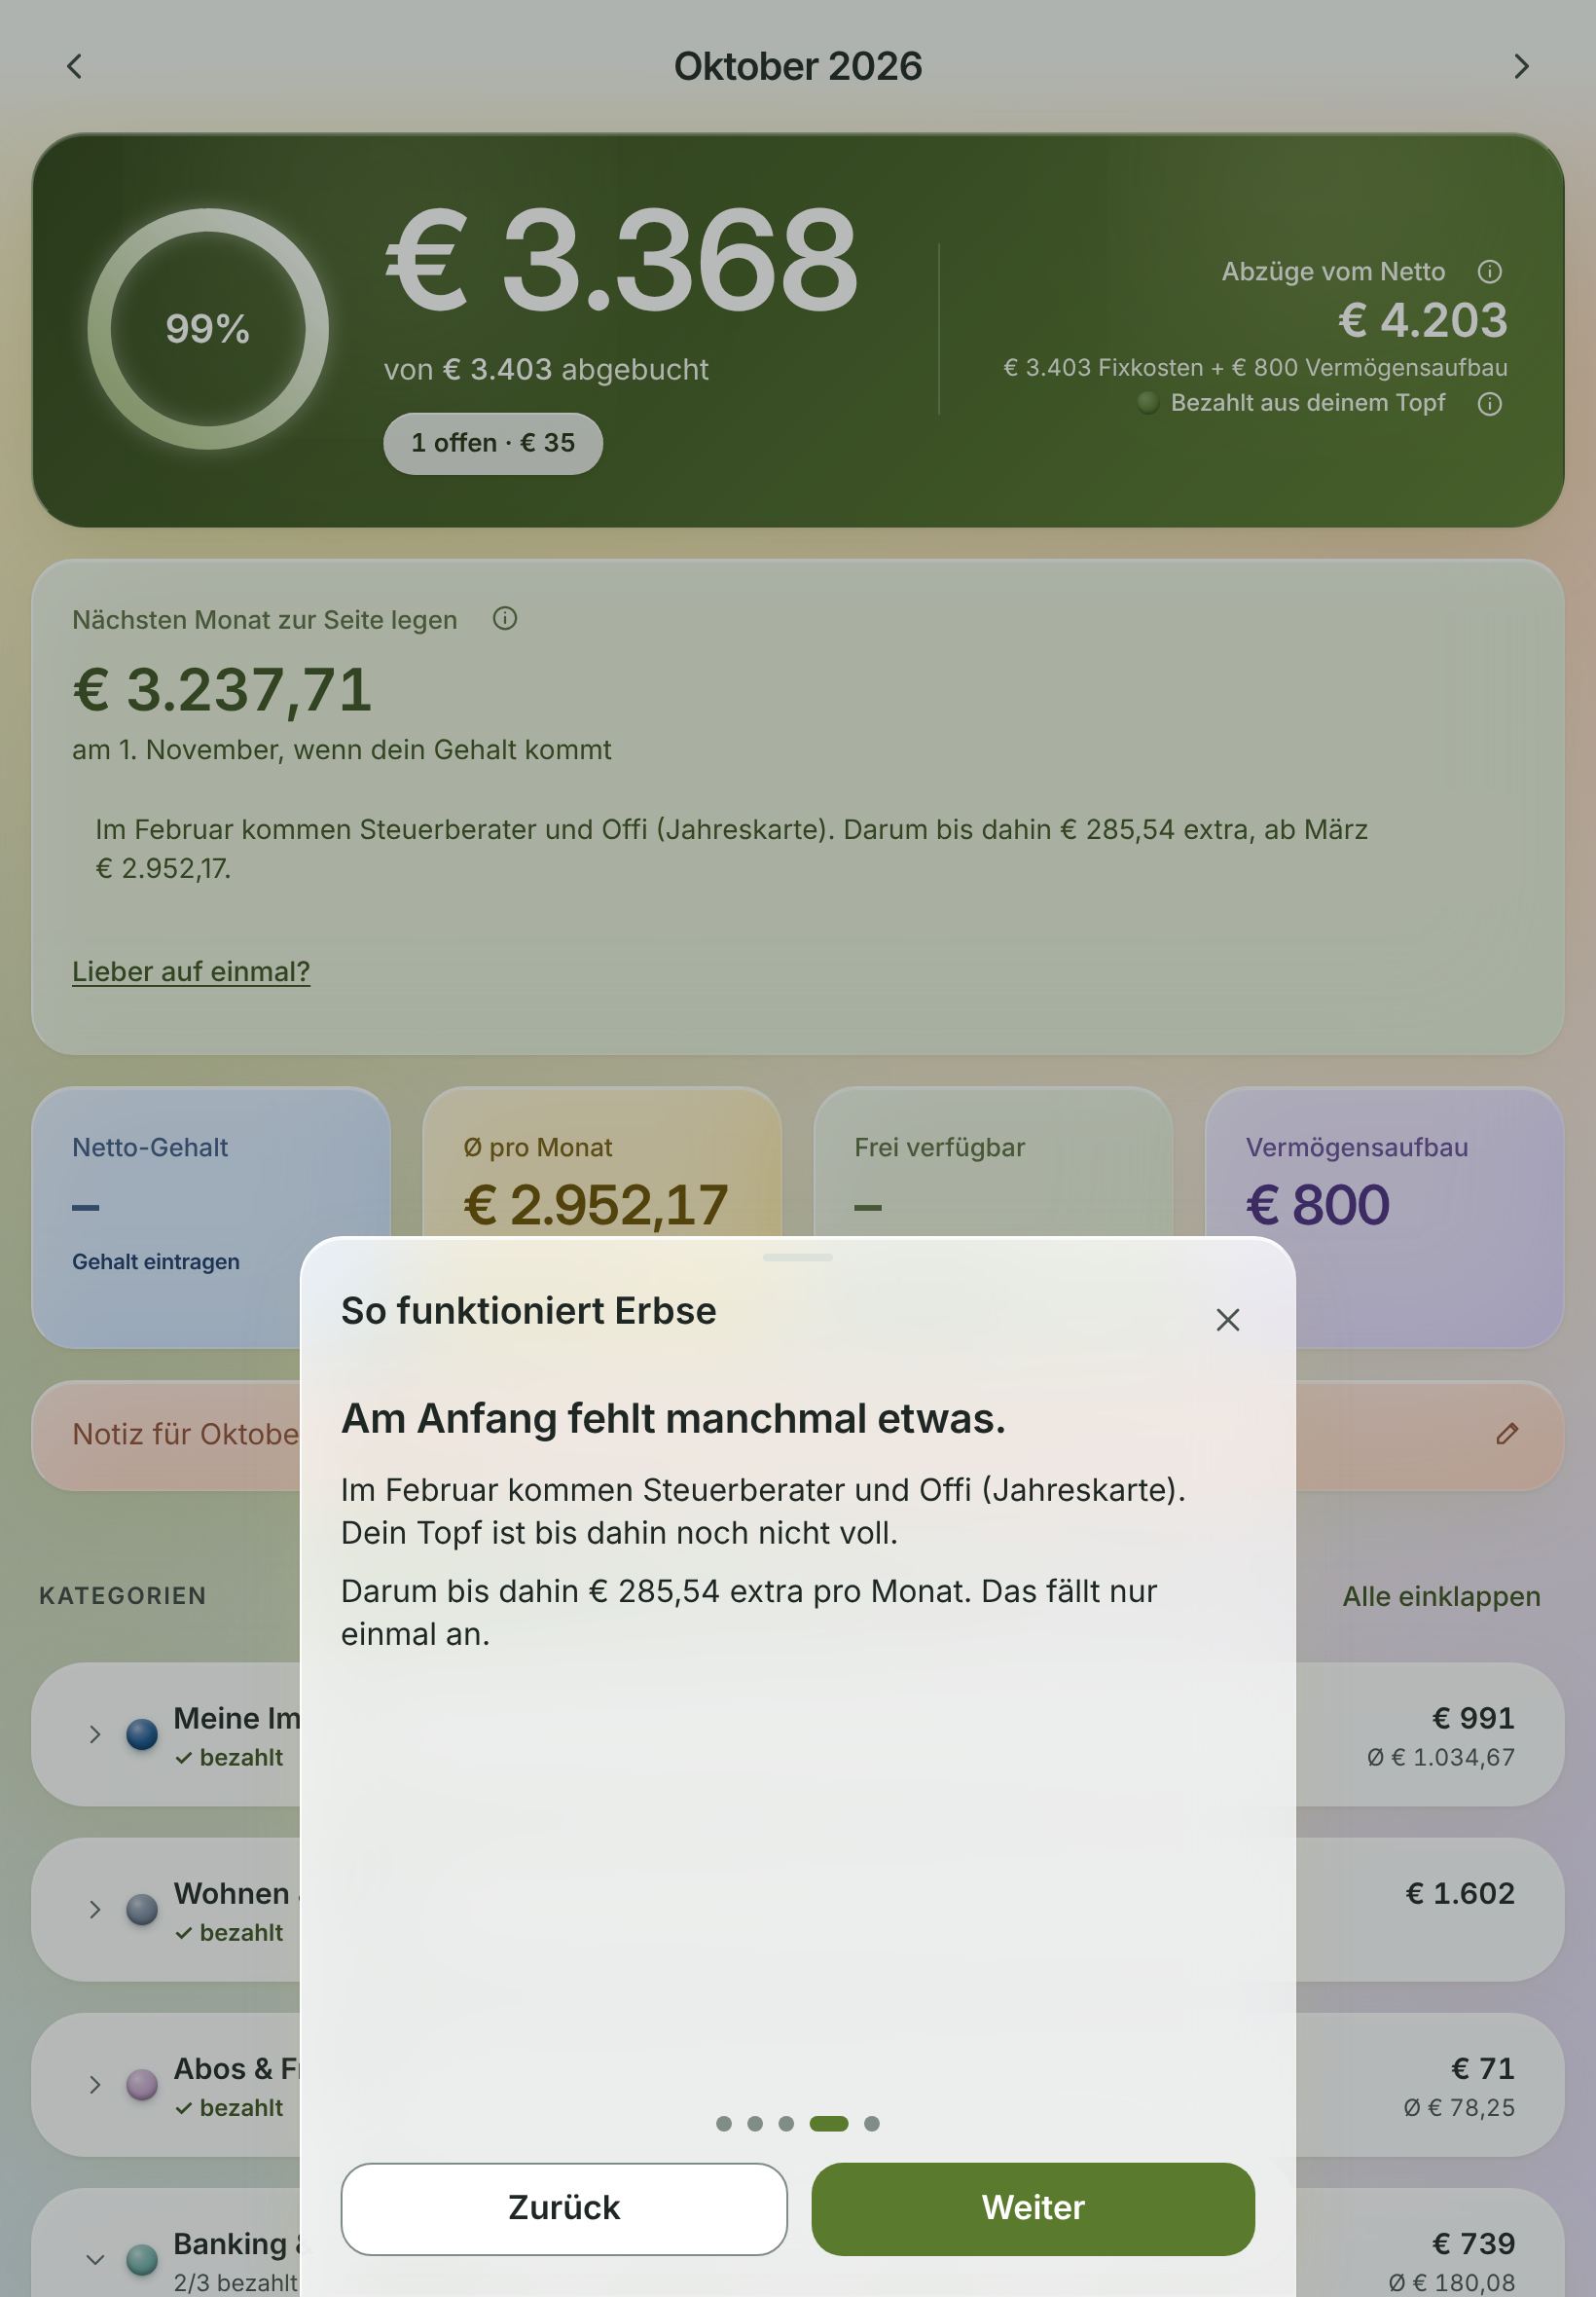 Oktober 2026
99%
€ 3.368
von € 3.403 abgebucht
1 offen · € 35
Abzüge vom Netto
€ 4.203
€ 3.403 Fixkosten + € 800 Vermögensaufbau
Bezahlt aus deinem Topf
Nächsten Monat zur Seite legen
€ 3.237,71
am 1. November, wenn dein Gehalt kommt
Im Februar kommen Steuerberater und Offi (Jahreskarte). Darum bis dahin € 285,54 extra, ab März
€ 2.952,17.
Lieber auf einmal?
Netto-Gehalt
–
Gehalt eintragen
Ø pro Monat
€ 2.952,17
Frei verfügbar
–
Vermögensaufbau
€ 800
Notiz für Oktobe
KATEGORIEN
Alle einklappen
Meine Im
✓ bezahlt
€ 991
Ø € 1.034,67
Wohnen
✓ bezahlt
€ 1.602
Abos & F
✓ bezahlt
€ 71
Ø € 78,25
Banking &
2/3 bezahlt
€ 739
Ø € 180,08
So funktioniert Erbse
Am Anfang fehlt manchmal etwas.
Im Februar kommen Steuerberater und Offi (Jahreskarte).
Dein Topf ist bis dahin noch nicht voll.
Darum bis dahin € 285,54 extra pro Monat. Das fällt nur
einmal an.
Zurück
Weiter